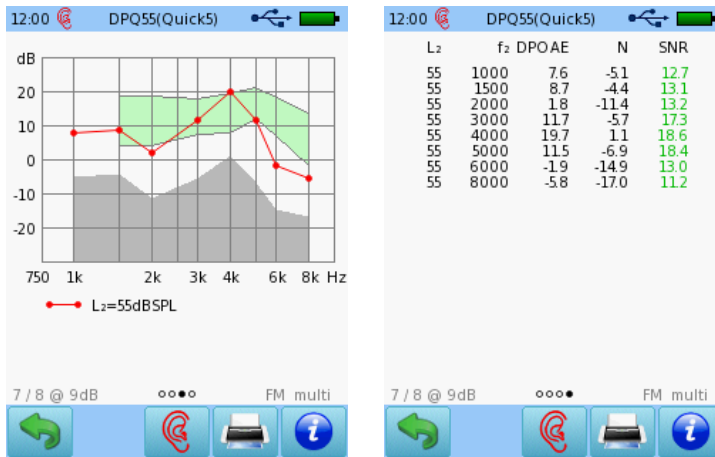 12:00 DPQ55(Quick5)
dB
20
10
0
-10
-20
750 1k 2k 3k 4k 6k 8k Hz
L₂=55dBSPL
7 / 8 @ 9dB FM multi
12:00 DPQ55(Quick5)
L₂ f₂ DPOAE N SNR
55 1000 7.6 -5.1 12.7
55 1500 8.7 -4.4 13.1
55 2000 1.8 -11.4 13.2
55 3000 11.7 -5.7 17.3
55 4000 19.7 1.1 18.6
55 5000 11.5 -6.9 18.4
55 6000 -1.9 -14.9 13.0
55 8000 -5.8 -17.0 11.2
7 / 8 @ 9dB FM multi